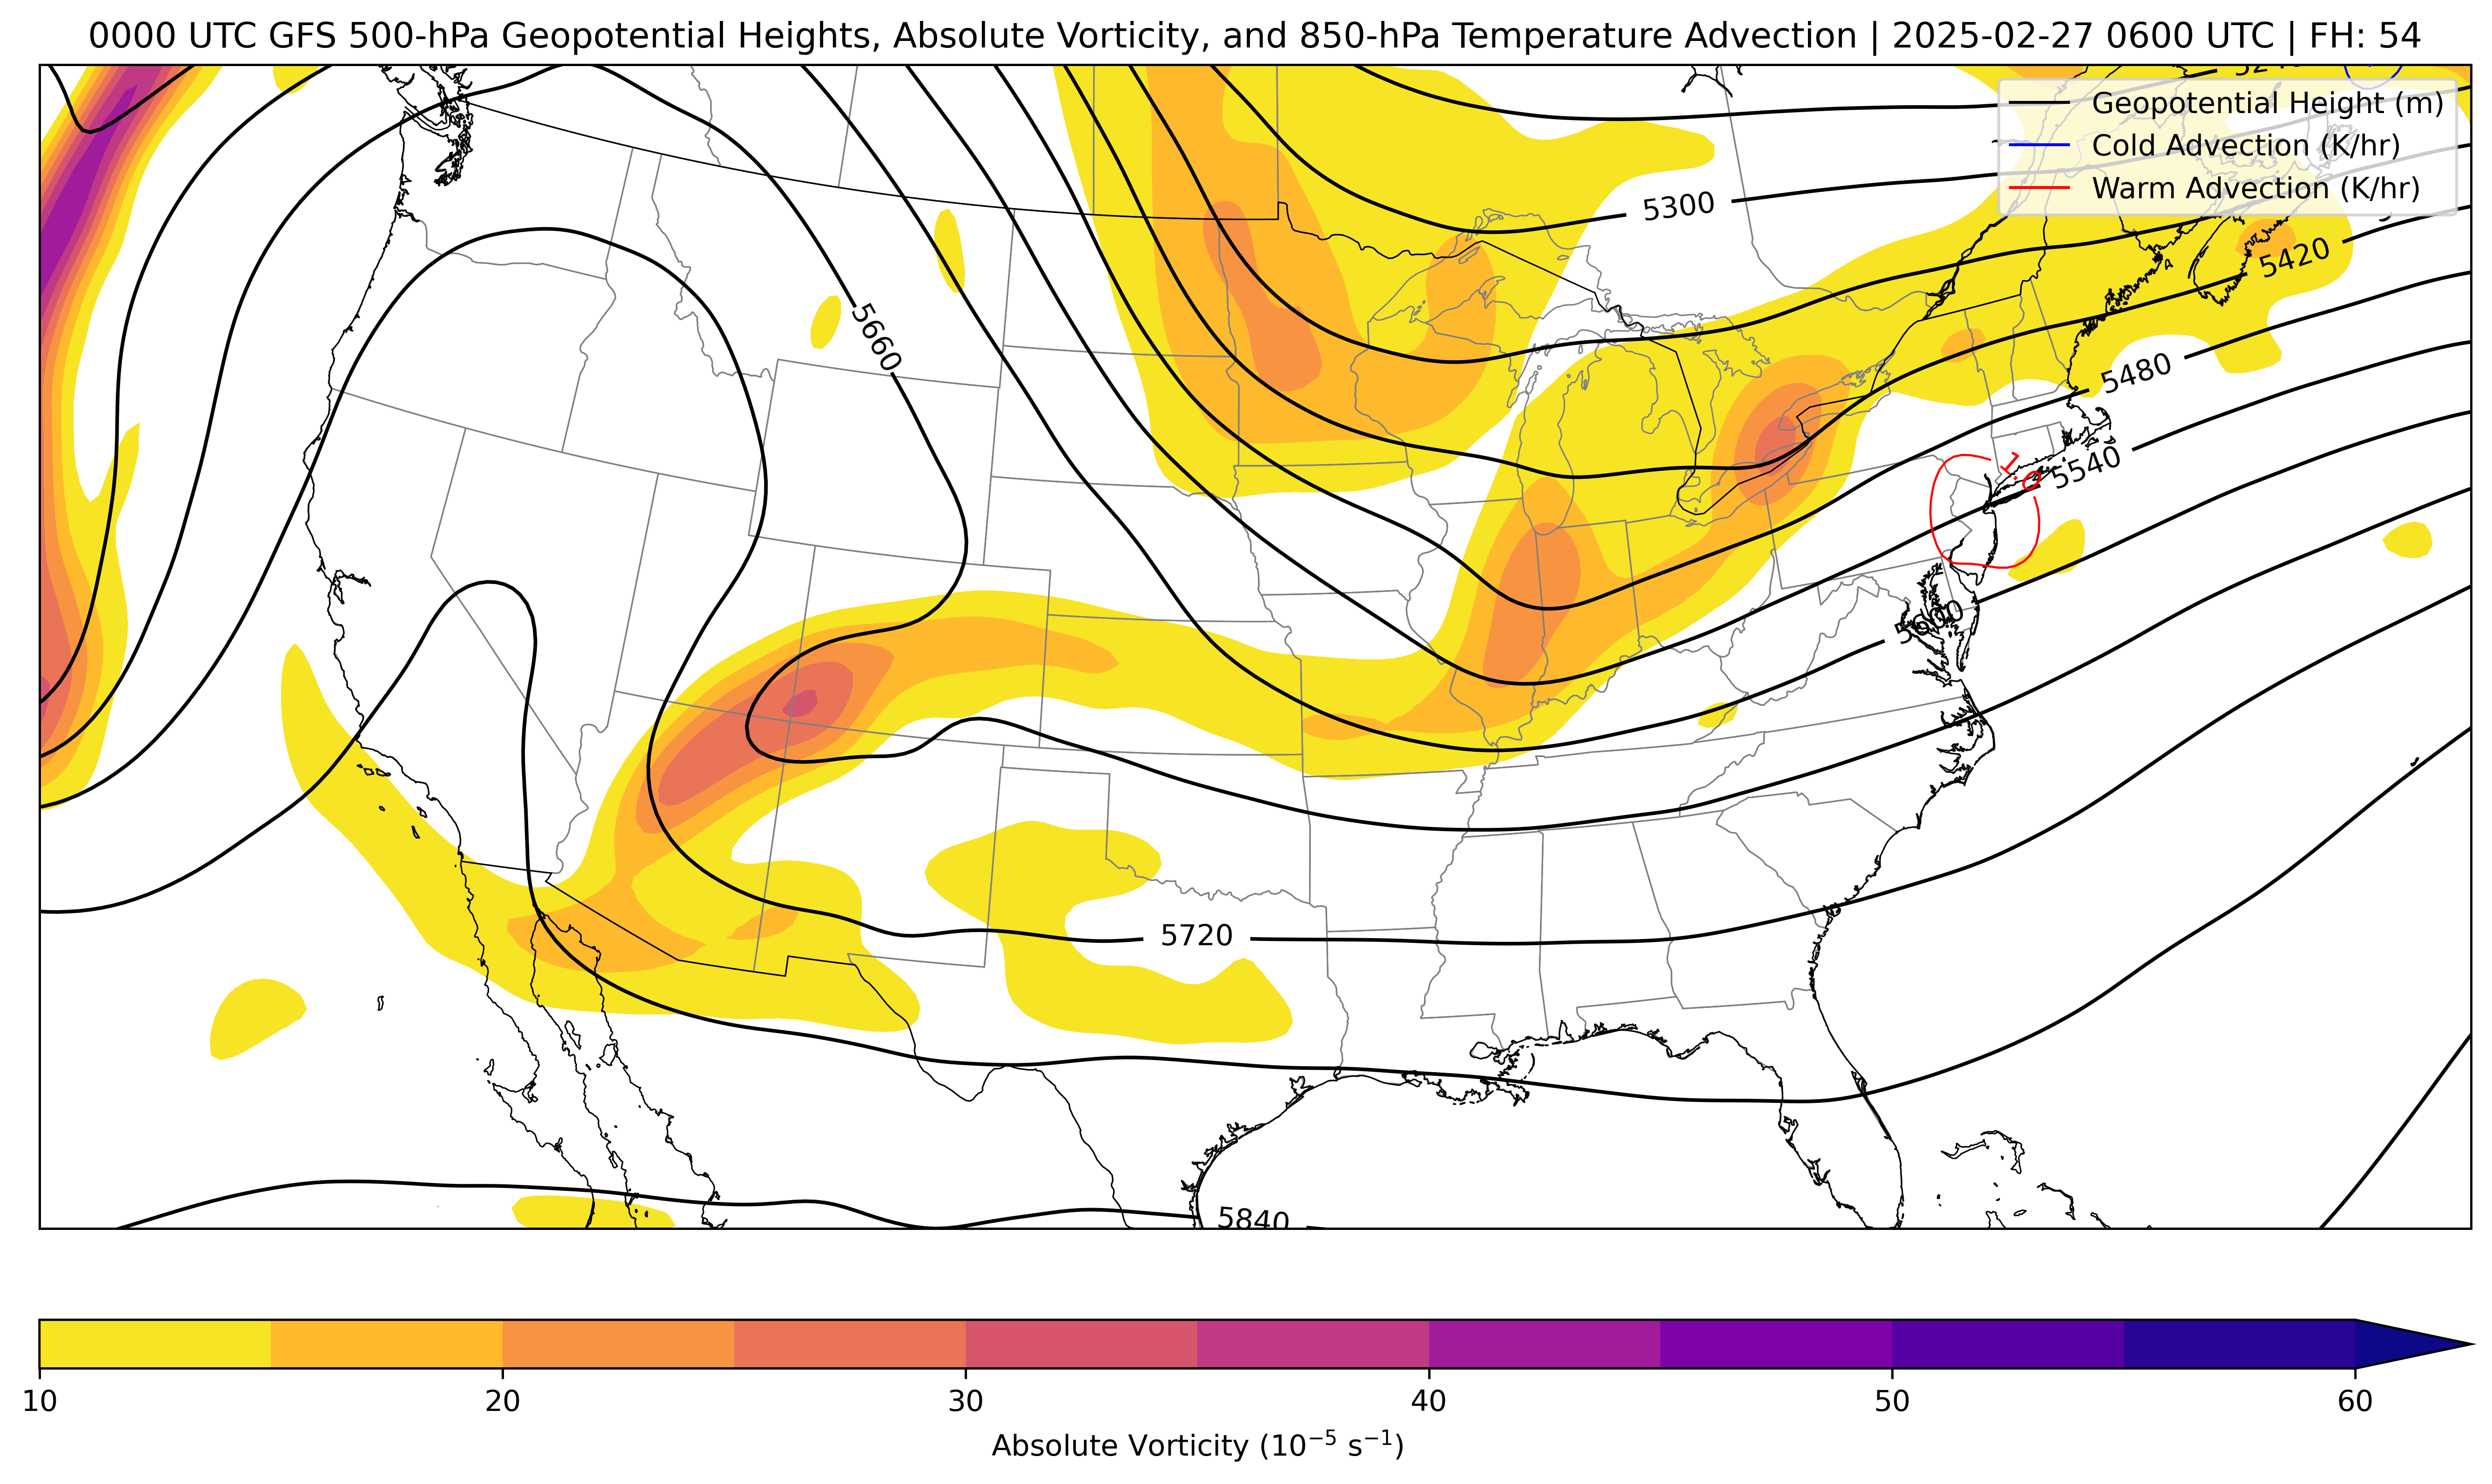 0000 UTC GFS 500-hPa Geopotential Heights, Absolute Vorticity, and 850-hPa Temperature Advection | 2025-02-27 0600 UTC | FH: 54
Geopotential Height (m)
Cold Advection (K/hr)
Warm Advection (K/hr)
5300
5420
5660
5480
1.0
5540
5600
5720
5840
10 20 30 40 50 60
Absolute Vorticity (10⁻⁵ s⁻¹)